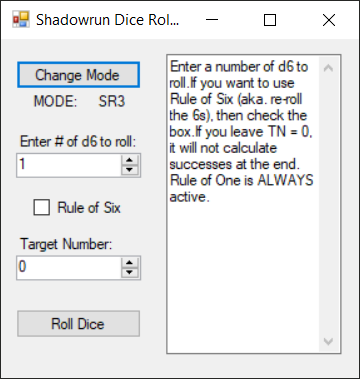 Shadowrun Dice Rol...
Change Mode
MODE: SR3
Enter # of d6 to roll:
1
Rule of Six
Target Number:
0
Roll Dice
Enter a number of d6 to
roll.If you want to use
Rule of Six (aka. re-roll
the 6s), then check the
box.If you leave TN = 0,
it will not calculate
successes at the end.
Rule of One is ALWAYS
active.